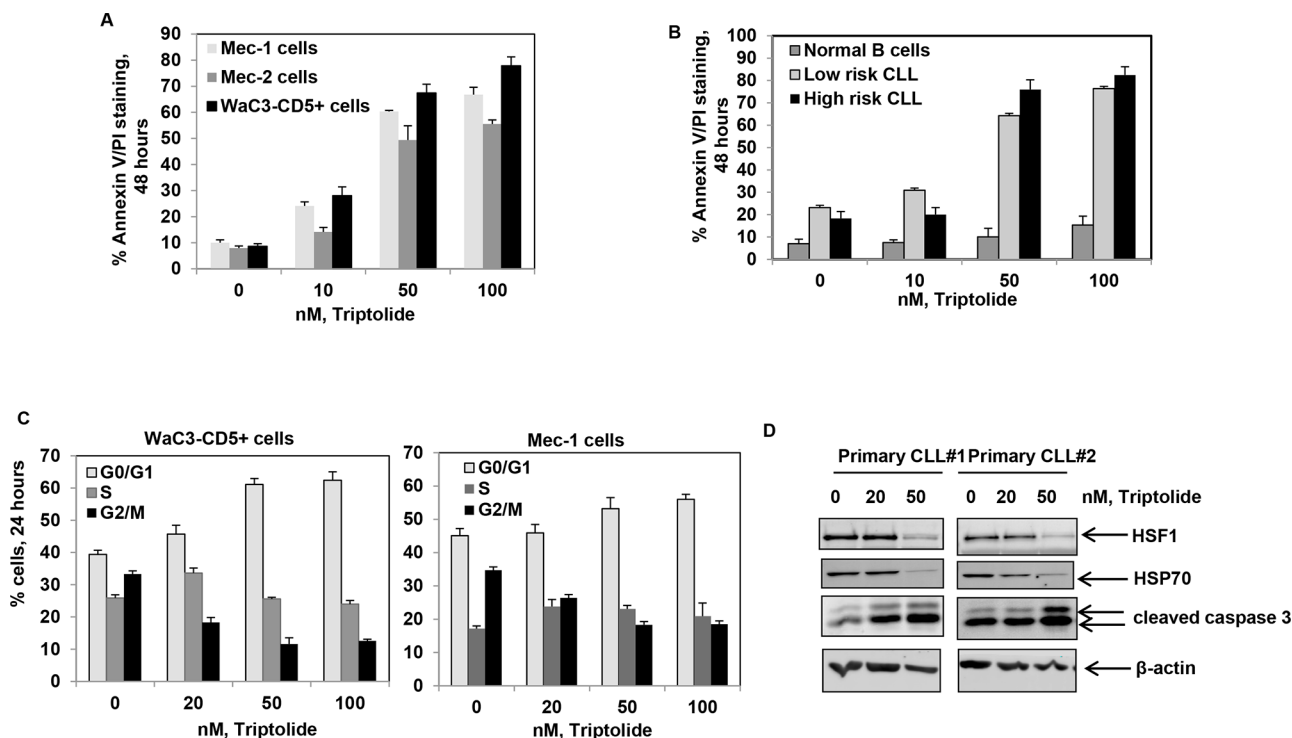 A
% Annexin V/PI staining,
48 hours
90
80
70
60
50
40
30
20
10
0
Mec-1 cells
Mec-2 cells
WaC3-CD5+ cells
0 10 50 100
nM, Triptolide
B
% Annexin V/PI staining,
48 hours
100
90
80
70
60
50
40
30
20
10
0
Normal B cells
Low risk CLL
High risk CLL
0 10 50 100
nM, Triptolide
C
WaC3-CD5+ cells
% cells, 24 hours
70
60
50
40
30
20
10
0
G0/G1
S
G2/M
0 20 50 100
nM, Triptolide
Mec-1 cells
70
60
50
40
30
20
10
0
G0/G1
S
G2/M
0 20 50 100
nM, Triptolide
D
Primary CLL#1 Primary CLL#2
0 20 50 0 20 50 nM, Triptolide
HSF1
HSP70
cleaved caspase 3
β-actin